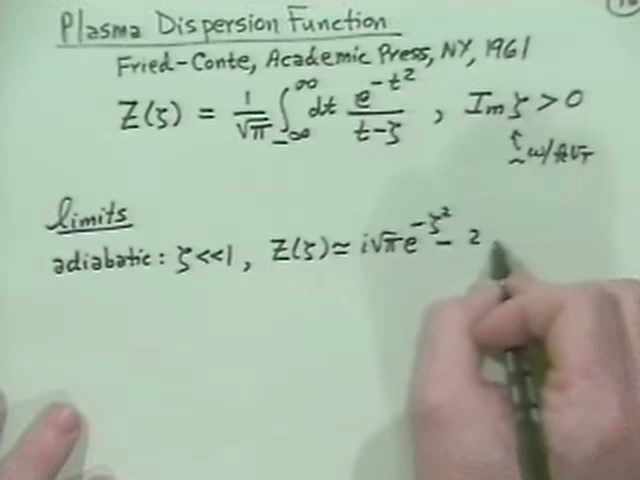 Plasma Dispersion Function
Fried-Conte, Academic Press, NY, 1961
Z(ζ) = 1/√π ∫_{-∞}^{∞} dt e^{-t²}/(t-ζ) , Im ζ > 0
↑
~ω/kv_T
limits
adiabatic: ζ<<1, Z(ζ) ≃ i√π e^{-ζ²} - 2